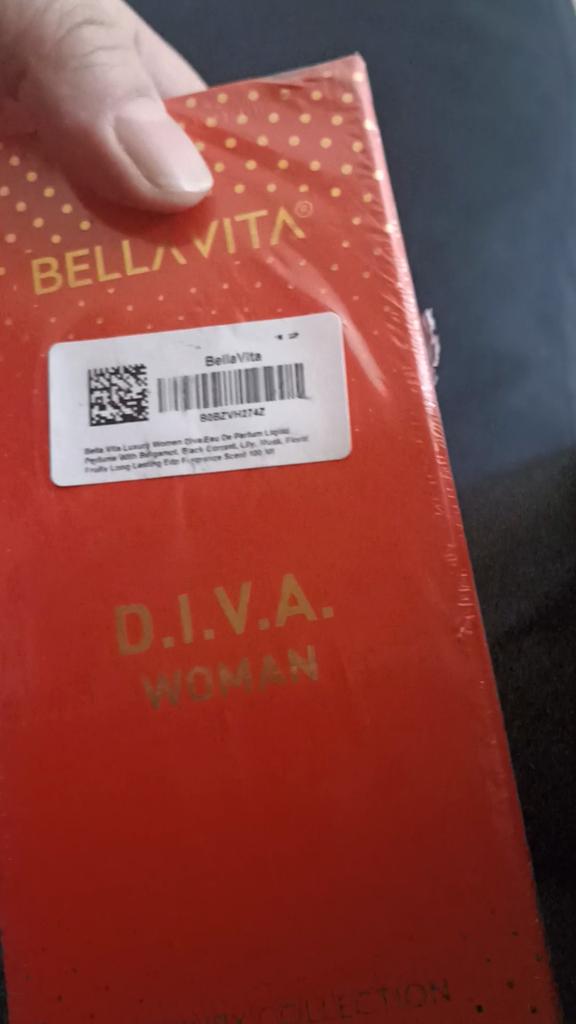 BELLAVITA®
BellaVita
B0BZVH274Z
Bella Vita Luxury Women Diva Eau De Parfum Liquid
Perfume With Bergamot, Black Currant, Lily, Musk, Floral
Fruity Long Lasting Edp Fragrance Scent 100 Ml
D.I.V.A.
WOMAN
COLLECTION